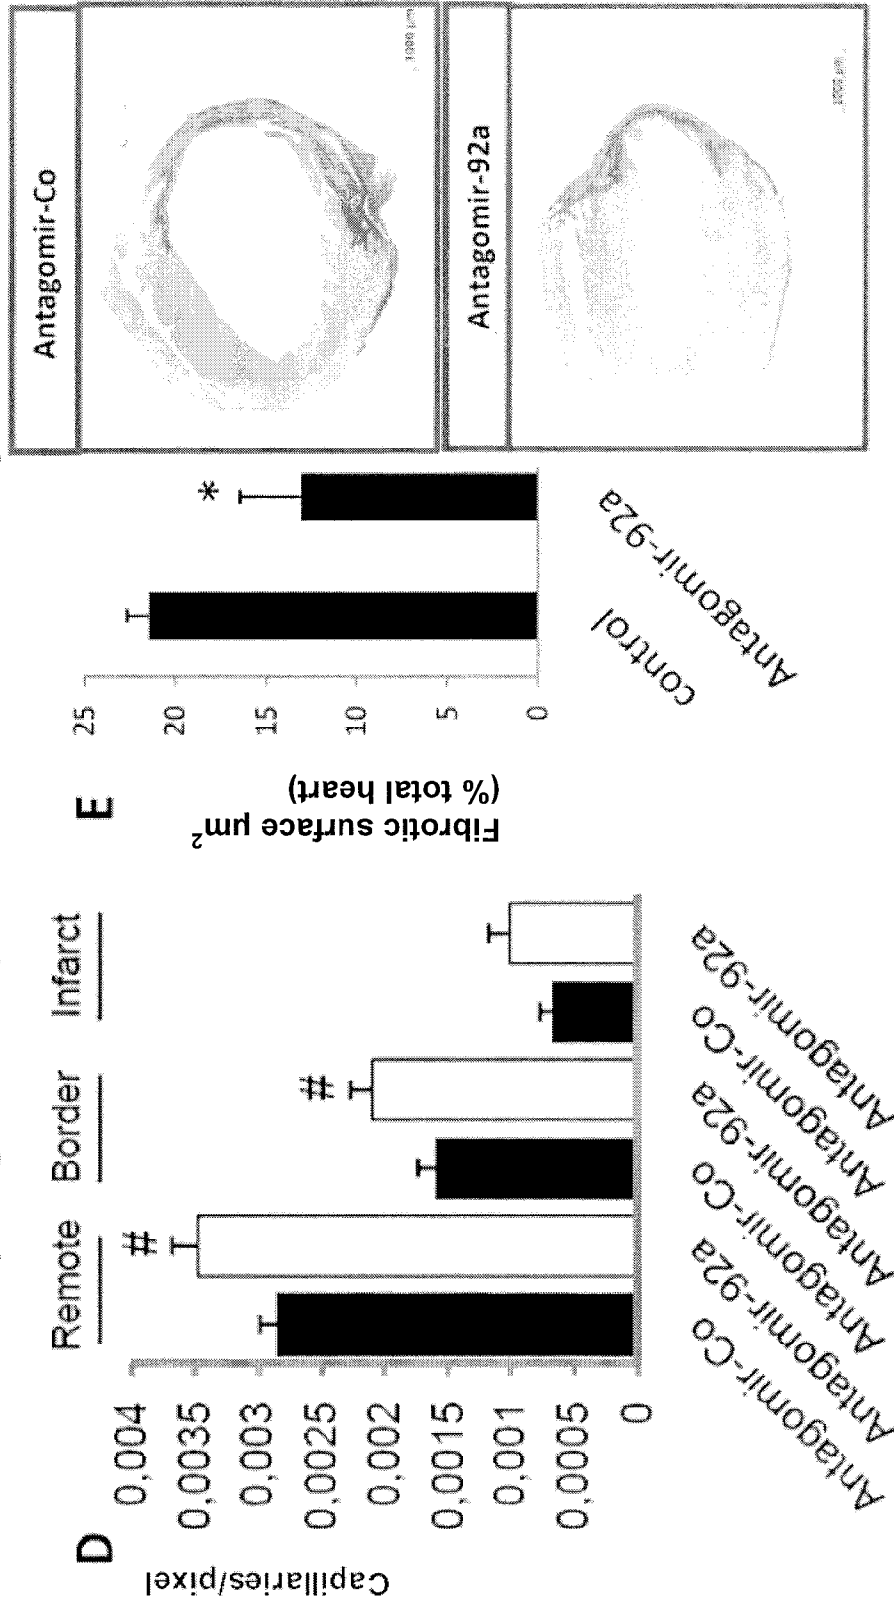 D
Capillaries/pixel
0,004
0,0035
0,003
0,0025
0,002
0,0015
0,001
0,0005
0
Remote
Border
Infarct
#
#
Antagomir-Co
Antagomir-92a
Antagomir-Co
Antagomir-92a
Antagomir-Co
Antagomir-92a
E
Fibrotic surface µm²
(% total heart)
25
20
15
10
5
0
*
control
Antagomir-92a
Antagomir-Co
1000 µm
Antagomir-92a